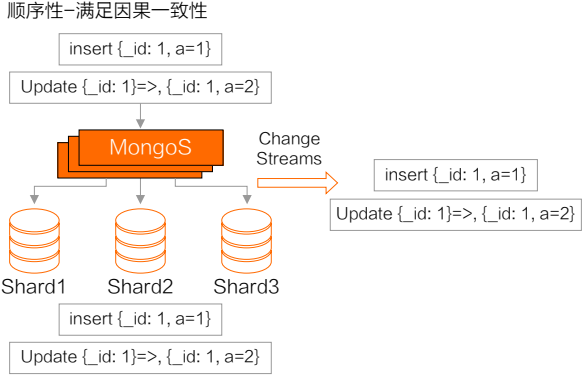 顺序性–满足因果一致性
insert {_id: 1, a=1}
Update {_id: 1}=>, {_id: 1, a=2}
MongoS
Change
Streams
insert {_id: 1, a=1}
Update {_id: 1}=>, {_id: 1, a=2}
Shard1
Shard2
Shard3
insert {_id: 1, a=1}
Update {_id: 1}=>, {_id: 1, a=2}